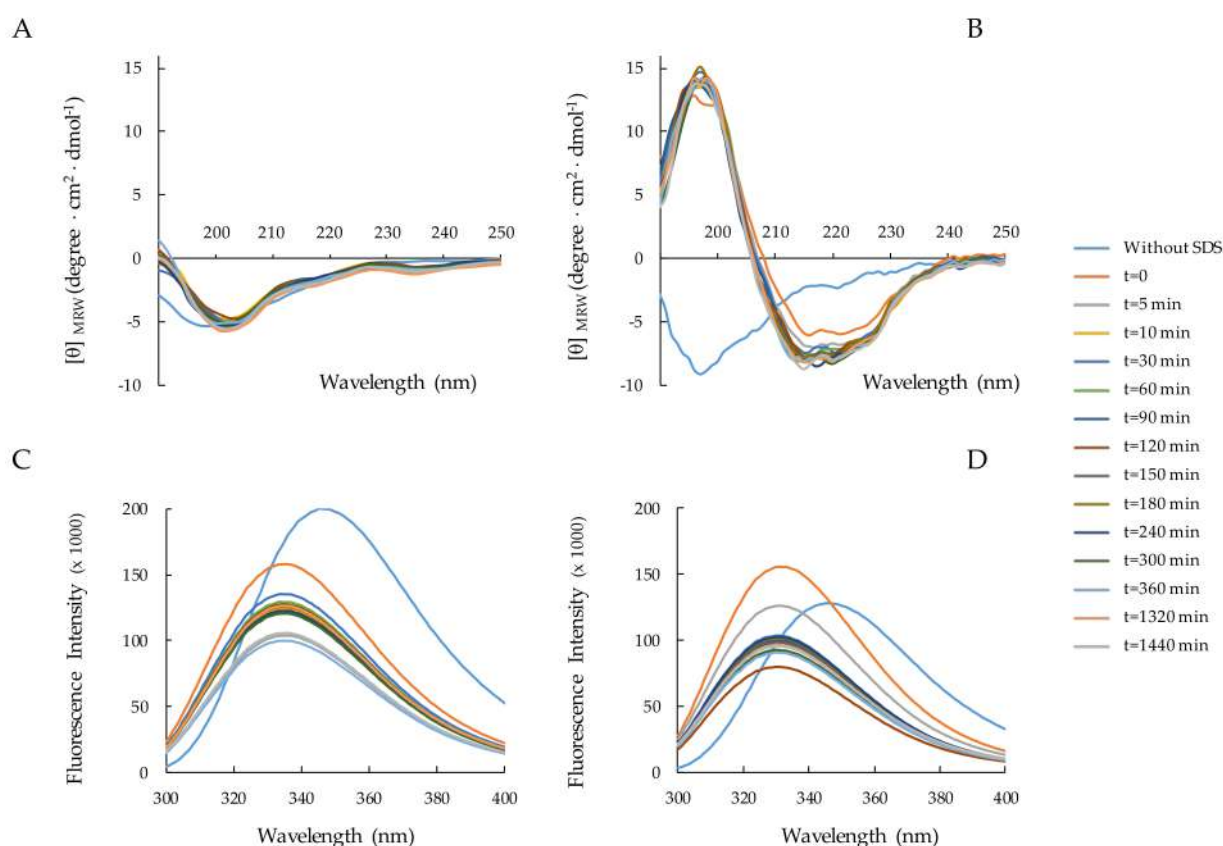 A
B
15
10
5
0
-5
-10
200 210 220 230 240 250
[θ] MRW (degree · cm² · dmol⁻¹)
Wavelength (nm)
15
10
5
0
-5
-10
200 210 220 230 240 250
[θ] MRW (degree · cm² · dmol⁻¹)
Wavelength (nm)
Without SDS
t=0
t=5 min
t=10 min
t=30 min
t=60 min
t=90 min
t=120 min
t=150 min
t=180 min
t=240 min
t=300 min
t=360 min
t=1320 min
t=1440 min
C
D
200
150
100
50
0
300 320 340 360 380 400
Fluorescence Intensity (x 1000)
Wavelength (nm)
200
150
100
50
0
300 320 340 360 380 400
Fluorescence Intensity (x 1000)
Wavelength (nm)